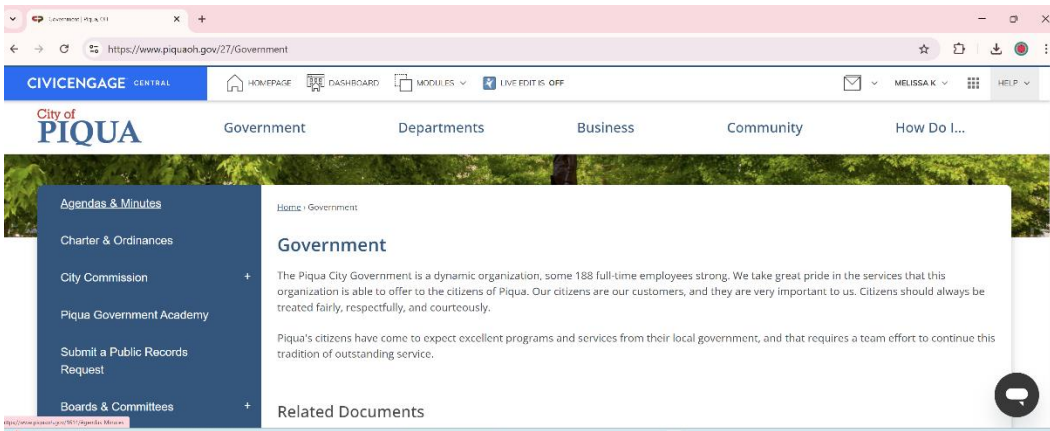 Government | Piqua, OH
https://www.piquaoh.gov/27/Government
CIVICENGAGE CENTRAL
HOMEPAGE DASHBOARD MODULES LIVE EDIT IS OFF MELISSA K HELP
City of
PIQUA
Government Departments Business Community How Do I...
Agendas & Minutes
Charter & Ordinances
City Commission +
Piqua Government Academy
Submit a Public Records
Request
Boards & Committees +
Home › Government
Government
The Piqua City Government is a dynamic organization, some 188 full-time employees strong. We take great pride in the services that this
organization is able to offer to the citizens of Piqua. Our citizens are our customers, and they are very important to us. Citizens should always be
treated fairly, respectfully, and courteously.
Piqua's citizens have come to expect excellent programs and services from their local government, and that requires a team effort to continue this
tradition of outstanding service.
Related Documents